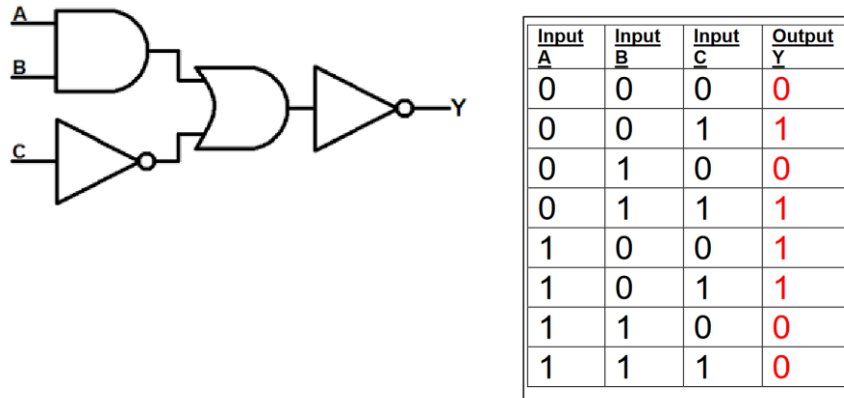 A
B
C
Y
Input A Input B Input C Output Y
0 0 0 0
0 0 1 1
0 1 0 0
0 1 1 1
1 0 0 1
1 0 1 1
1 1 0 0
1 1 1 0